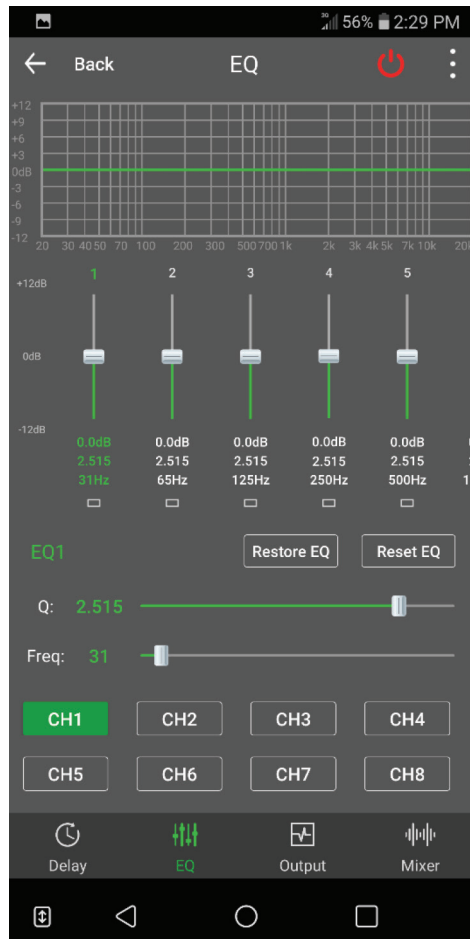 3G 56% 2:29 PM
Back EQ
+12
+9
+6
+3
0dB
-3
-6
-9
-12
20 30 40 50 70 100 200 300 500 700 1k 2k 3k 4k 5k 7k 10k 20k
1 2 3 4 5
+12dB
0dB
-12dB
0.0dB 0.0dB 0.0dB 0.0dB 0.0dB
2.515 2.515 2.515 2.515 2.515
31Hz 65Hz 125Hz 250Hz 500Hz 1
EQ1 Restore EQ Reset EQ
Q: 2.515
Freq: 31
CH1 CH2 CH3 CH4
CH5 CH6 CH7 CH8
Delay EQ Output Mixer